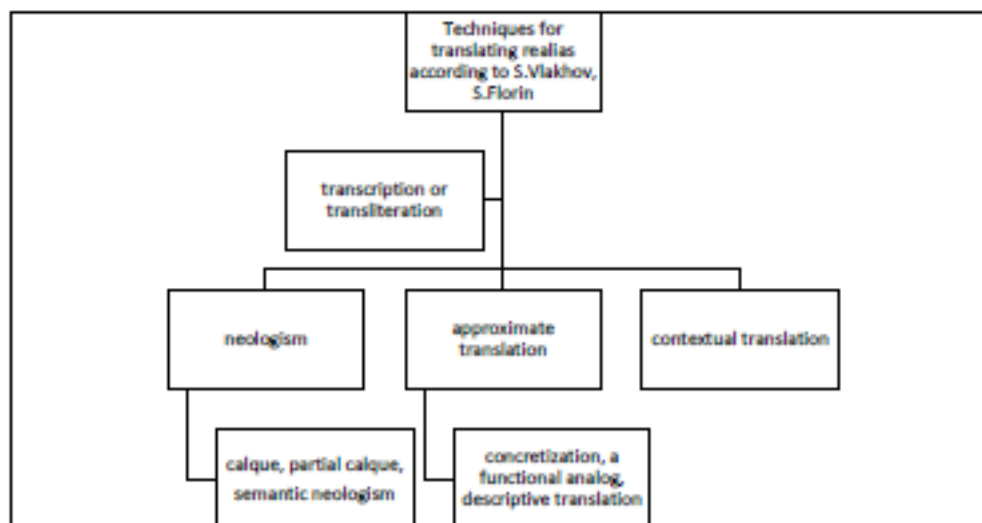 Techniques for
translating realias
according to S.Vlakhov,
S.Florin
transcription or
transliteration
neologism
approximate
translation
contextual translation
calque, partial calque,
semantic neologism
concretization, a
functional analog,
descriptive translation